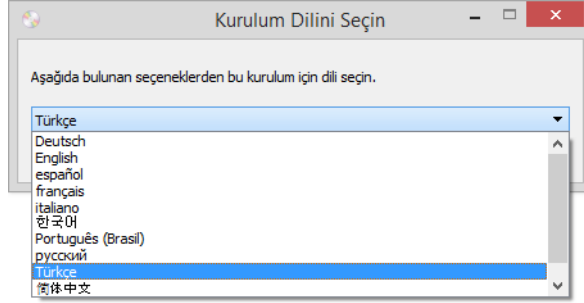 Kurulum Dilini Seçin
Aşağıda bulunan seçeneklerden bu kurulum için dili seçin.
Türkçe
Deutsch
English
español
français
italiano
한국어
Português (Brasil)
русский
Türkçe
简体中文